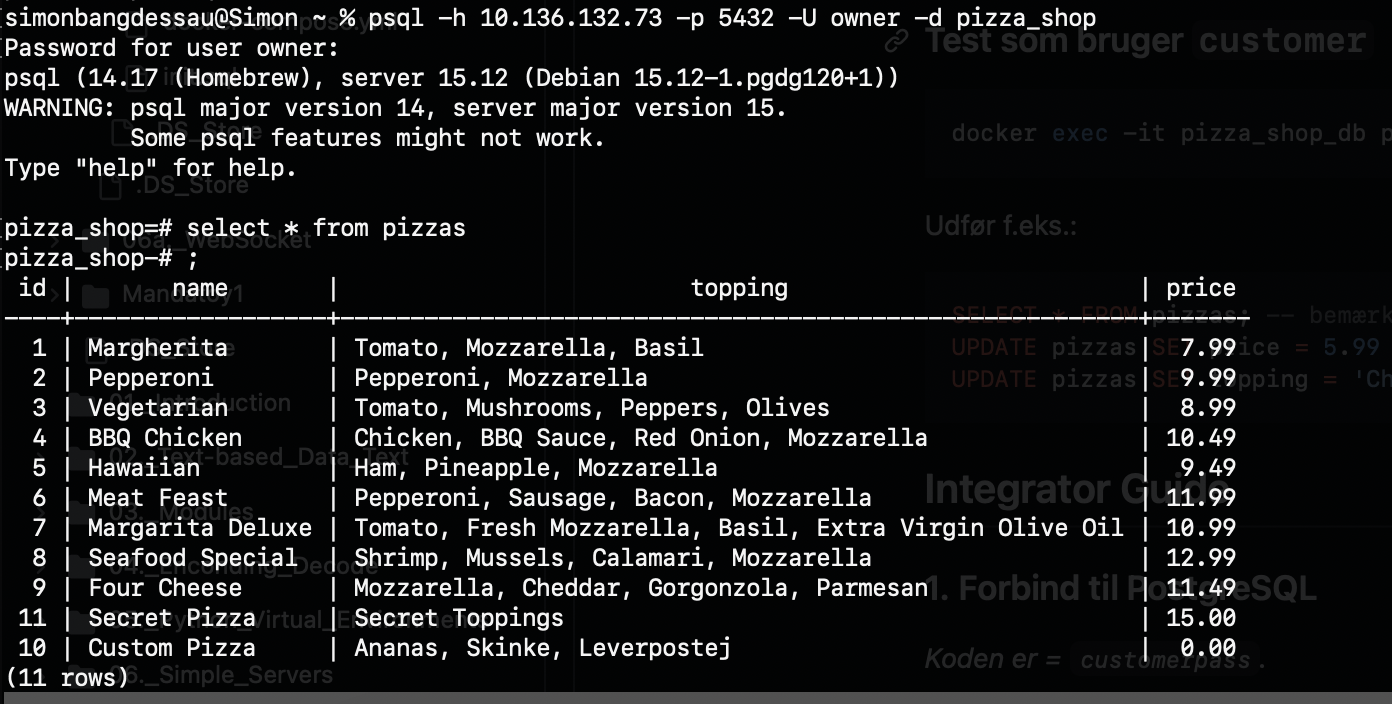 simonbangdessau@Simon ~ % psql -h 10.136.132.73 -p 5432 -U owner -d pizza_shop
Password for user owner:
psql (14.17 (Homebrew), server 15.12 (Debian 15.12-1.pgdg120+1))
WARNING: psql major version 14, server major version 15.
         Some psql features might not work.
Type "help" for help.

pizza_shop=# select * from pizzas
pizza_shop-# ;
 id |      name       |                        topping                        | price
----+-----------------+-------------------------------------------------------+-------
  1 | Margherita      | Tomato, Mozzarella, Basil                             |  7.99
  2 | Pepperoni       | Pepperoni, Mozzarella                                 |  9.99
  3 | Vegetarian      | Tomato, Mushrooms, Peppers, Olives                    |  8.99
  4 | BBQ Chicken     | Chicken, BBQ Sauce, Red Onion, Mozzarella             | 10.49
  5 | Hawaiian        | Ham, Pineapple, Mozzarella                            |  9.49
  6 | Meat Feast      | Pepperoni, Sausage, Bacon, Mozzarella                 | 11.99
  7 | Margarita Deluxe | Tomato, Fresh Mozzarella, Basil, Extra Virgin Olive Oil | 10.99
  8 | Seafood Special | Shrimp, Mussels, Calamari, Mozzarella                 | 12.99
  9 | Four Cheese     | Mozzarella, Cheddar, Gorgonzola, Parmesan             | 11.49
 11 | Secret Pizza    | Secret Toppings                                       | 15.00
 10 | Custom Pizza    | Ananas, Skinke, Leverpostej                           |  0.00
(11 rows)
.DS_Store
06a._WebSocket
Mandatoy1
06._Simple_Servers
Test som bruger customer
docker exec -it pizza_shop_db
Udfør f.eks.:
SELECT * FROM pizzas; -- bemærk
UPDATE pizzas
UPDATE pizzas
Integrator Guide
1. Forbind til PostgreSQL
Koden er = customerpass.